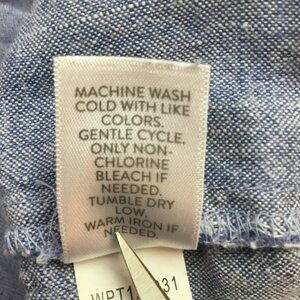 MACHINE WASH
COLD WITH LIKE
COLORS.
GENTLE CYCLE.
ONLY NON-
CHLORINE
BLEACH IF
NEEDED.
TUMBLE DRY
LOW.
WARM IRON IF
NEEDED.